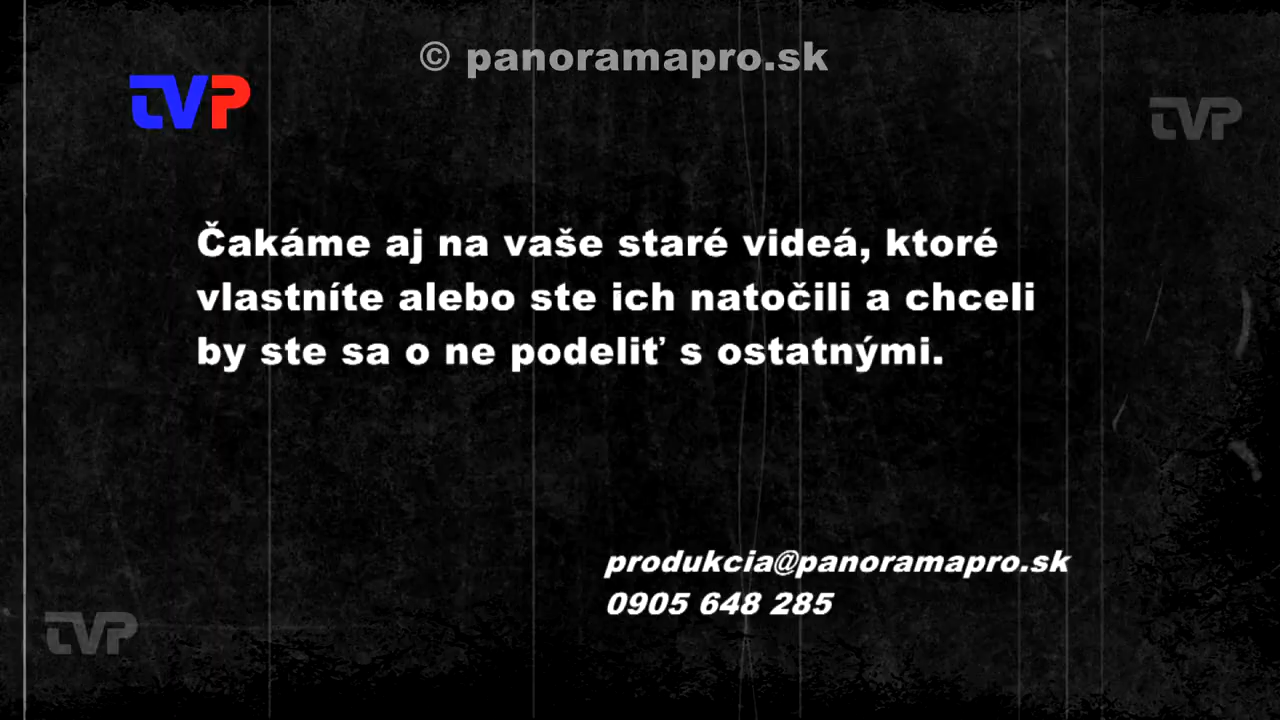 © panoramapro.sk
TVP
TVP
Čakáme aj na vaše staré videá, ktoré
vlastníte alebo ste ich natočili a chceli
by ste sa o ne podeliť s ostatnými.
produkcia@panoramapro.sk
0905 648 285
TVP